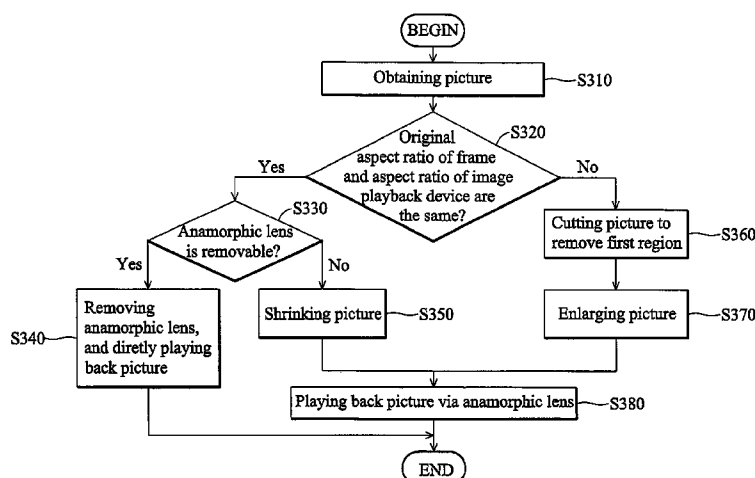 BEGIN
Obtaining picture
S310
Original
aspect ratio of frame
and aspect ratio of image
playback device are
the same?
S320
Yes
No
Anamorphic lens
is removable?
S330
Cutting picture to
remove first region
S360
Yes
No
Removing
anamorphic lens,
and diretly playing
back picture
S340
Shrinking picture
S350
Enlarging picture
S370
Playing back picture via anamorphic lens
S380
END